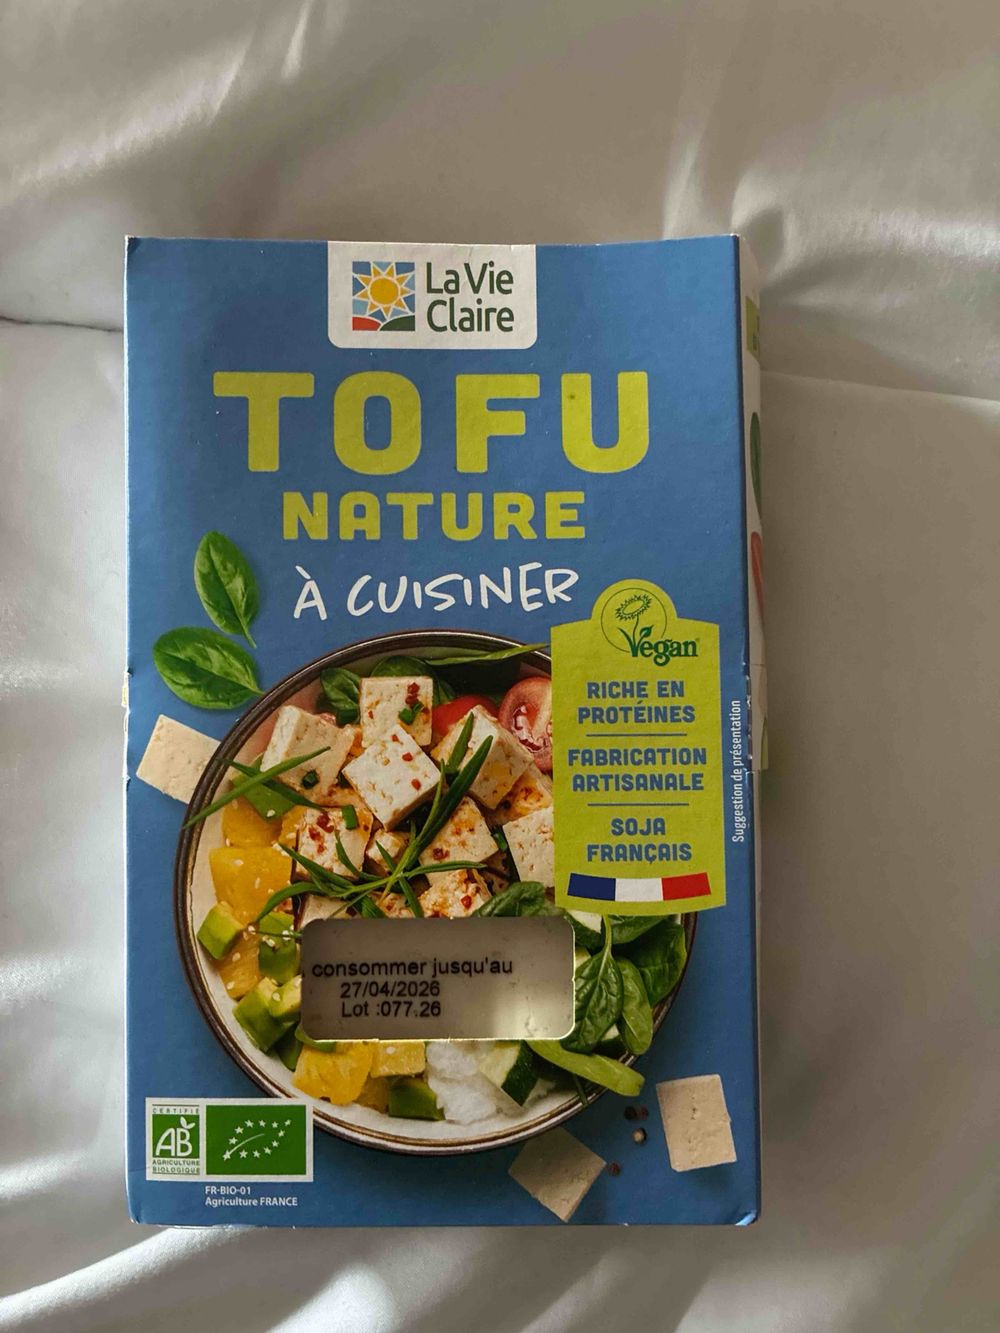 La Vie
Claire
TOFU
NATURE
À CUISINER
Vegan
RICHE EN
PROTÉINES
FABRICATION
ARTISANALE
SOJA
FRANÇAIS
Suggestion de présentation
consommer jusqu'au
27/04/2026
Lot :077.26
CERTIFIÉ
AB
AGRICULTURE
BIOLOGIQUE
FR-BIO-01
Agriculture FRANCE